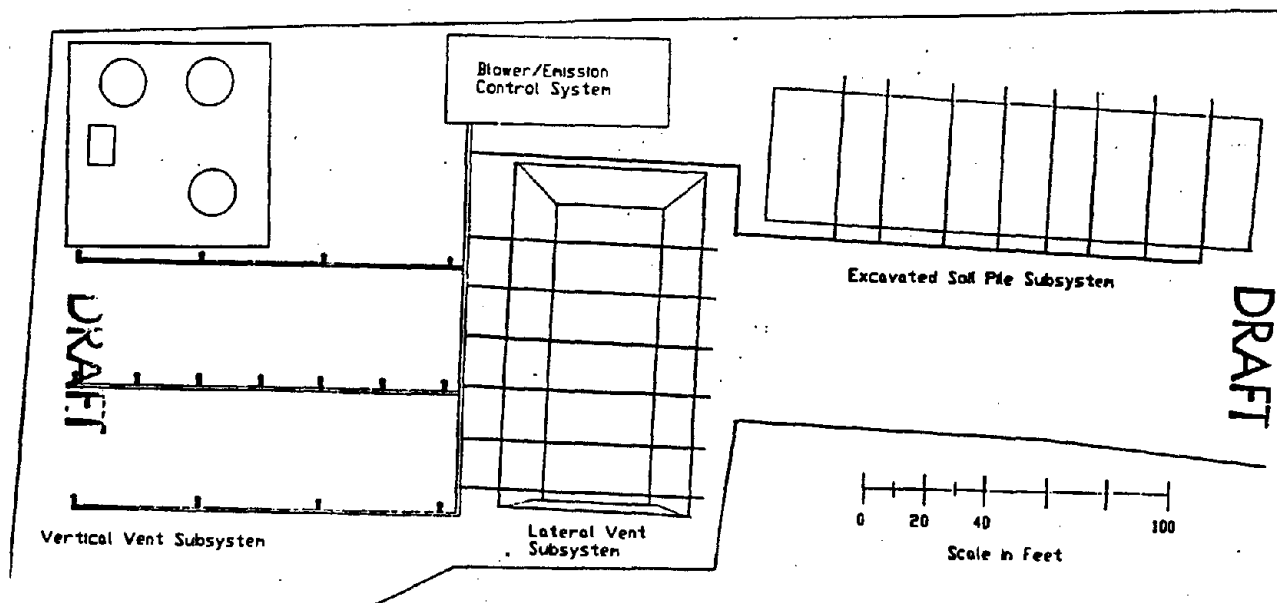 Blower/Emission
Control System
Excavated Soil Pile Subsystem
DRAFT
DRAFT
Vertical Vent Subsystem
Lateral Vent
Subsystem
0 20 40 100
Scale in Feet